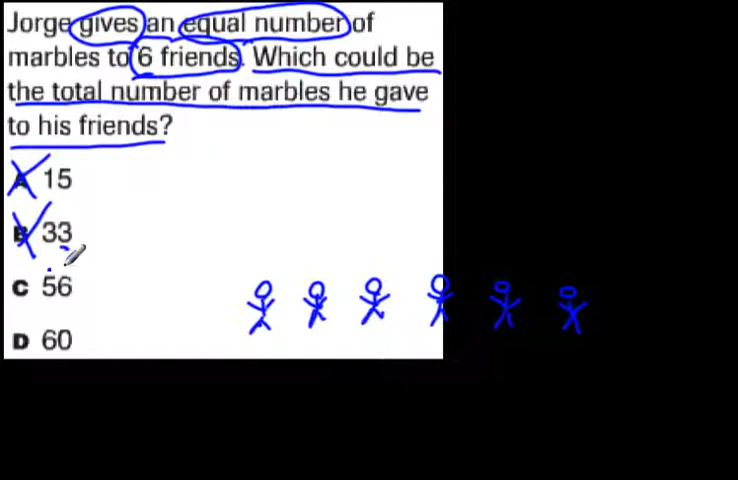 Jorge gives an equal number of
marbles to 6 friends. Which could be
the total number of marbles he gave
to his friends?
A 15
B 33
C 56
D 60